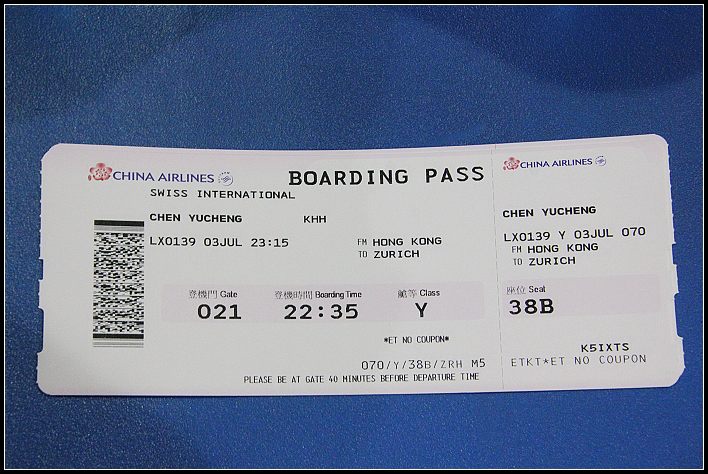 CHINA AIRLINES
BOARDING PASS
SWISS INTERNATIONAL
CHEN YUCHENG KHH
LX0139 03JUL 23:15
FM HONG KONG
TO ZURICH
登機門 Gate 登機時間 Boarding Time 艙等 Class
021 22:35 Y
*ET NO COUPON*
070/Y/38B/ZRH M5
PLEASE BE AT GATE 40 MINUTES BEFORE DEPARTURE TIME
CHINA AIRLINES
CHEN YUCHENG
LX0139 Y 03JUL 070
FM HONG KONG
TO ZURICH
座位 Seat
38B
K5IXTS
ETKT*ET NO COUPON